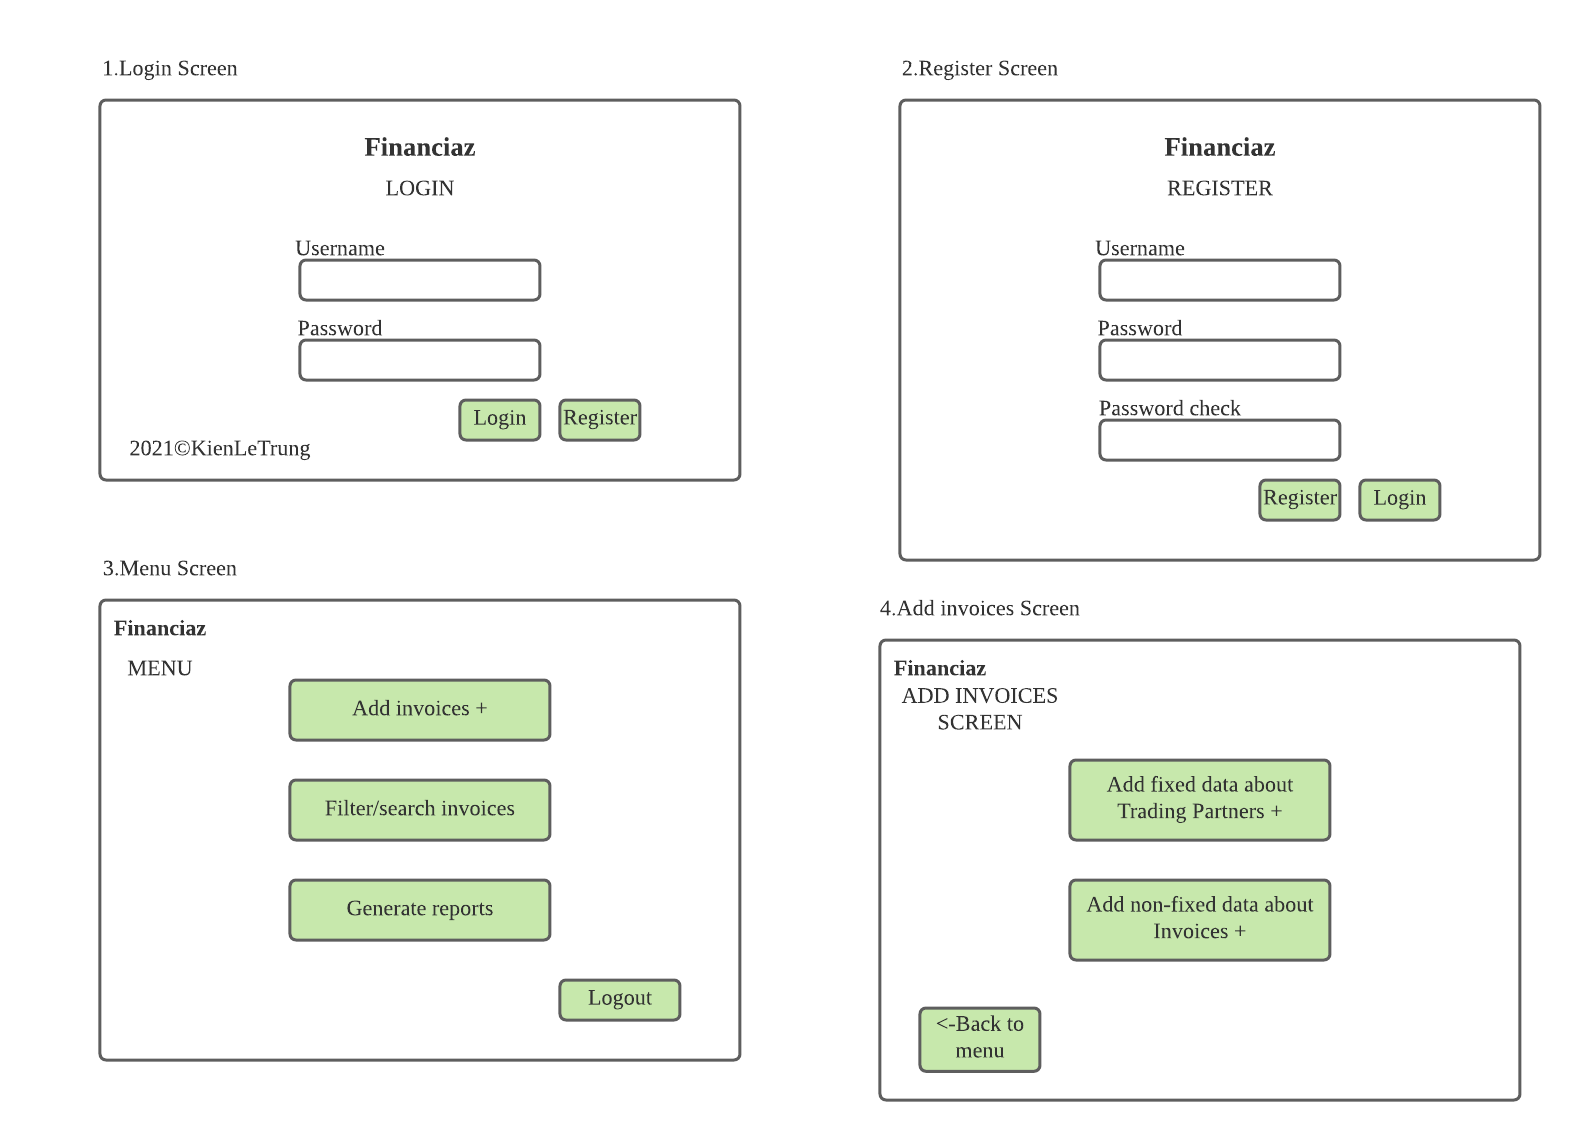 1.Login Screen
Financiaz
LOGIN
Username
Password
Login
Register
2021©KienLeTrung
2.Register Screen
Financiaz
REGISTER
Username
Password
Password check
Register
Login
3.Menu Screen
Financiaz
MENU
Add invoices +
Filter/search invoices
Generate reports
Logout
4.Add invoices Screen
Financiaz
ADD INVOICES
SCREEN
Add fixed data about
Trading Partners +
Add non-fixed data about
Invoices +
<-Back to
menu